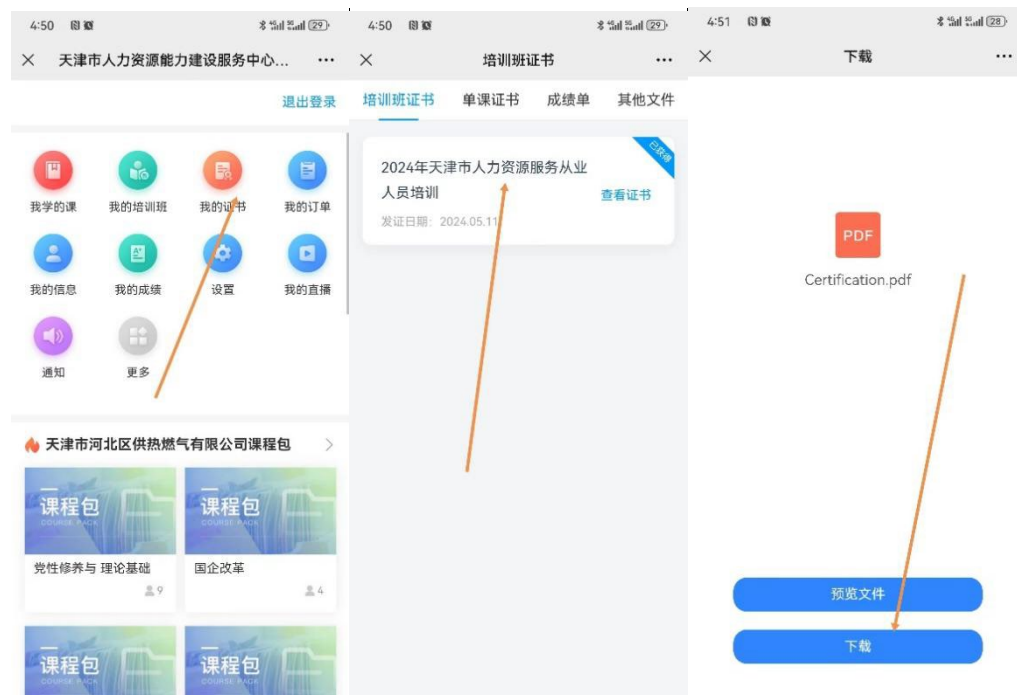 4:50
29
天津市人力资源能力建设服务中心...
退出登录
我学的课
我的培训班
我的证书
我的订单
我的信息
我的成绩
设置
我的直播
通知
更多
天津市河北区供热燃气有限公司课程包
课程包
COURSE PACK
课程包
COURSE PACK
党性修养与 理论基础
9
国企改革
4
课程包
课程包
4:50
29
培训班证书
培训班证书
单课证书
成绩单
其他文件
已获得
2024年天津市人力资源服务从业
人员培训
查看证书
发证日期: 2024.05.11
4:51
28
下载
PDF
Certification.pdf
预览文件
下载